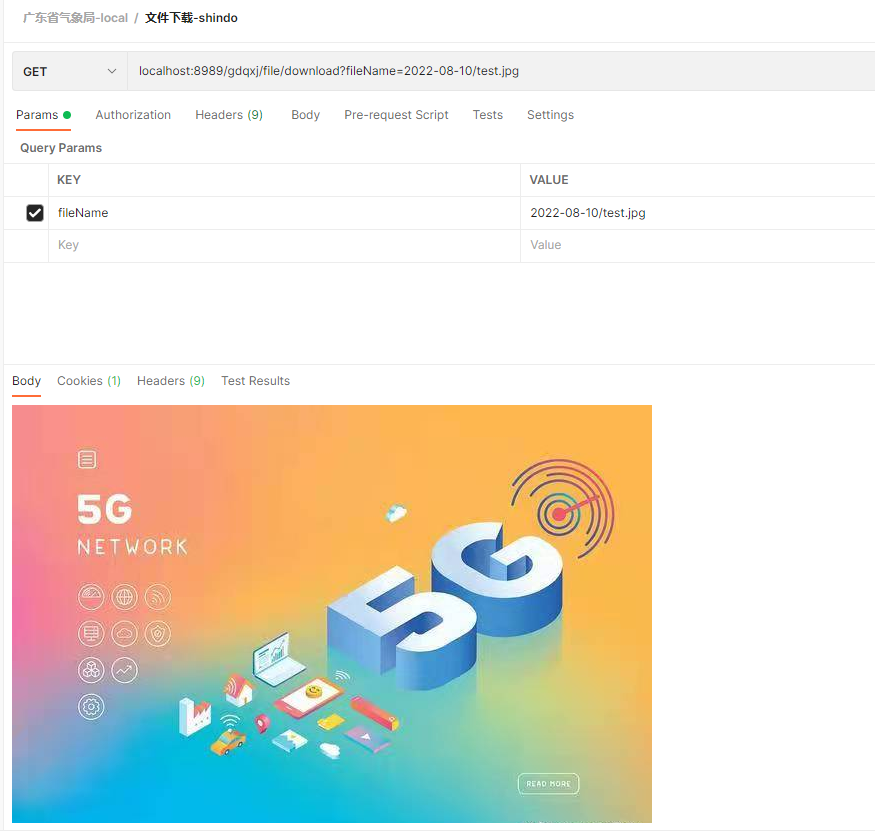 广东省气象局-local / 文件下载-shindo
GET localhost:8989/gdqxj/file/download?fileName=2022-08-10/test.jpg
Params Authorization Headers (9) Body Pre-request Script Tests Settings
Query Params
KEY VALUE
fileName 2022-08-10/test.jpg
Key Value
Body Cookies (1) Headers (9) Test Results
5G
NETWORK
5G
READ MORE